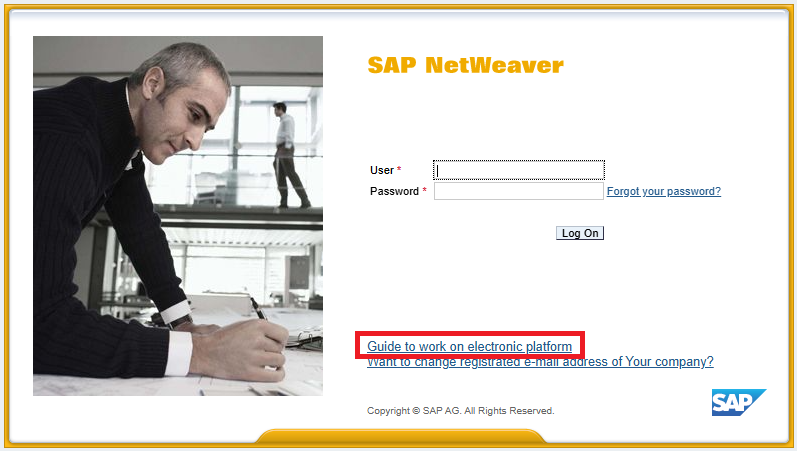 SAP NetWeaver
User *
Password *
Forgot your password?
Log On
Guide to work on electronic platform
Want to change registrated e-mail address of Your company?
SAP
Copyright © SAP AG. All Rights Reserved.